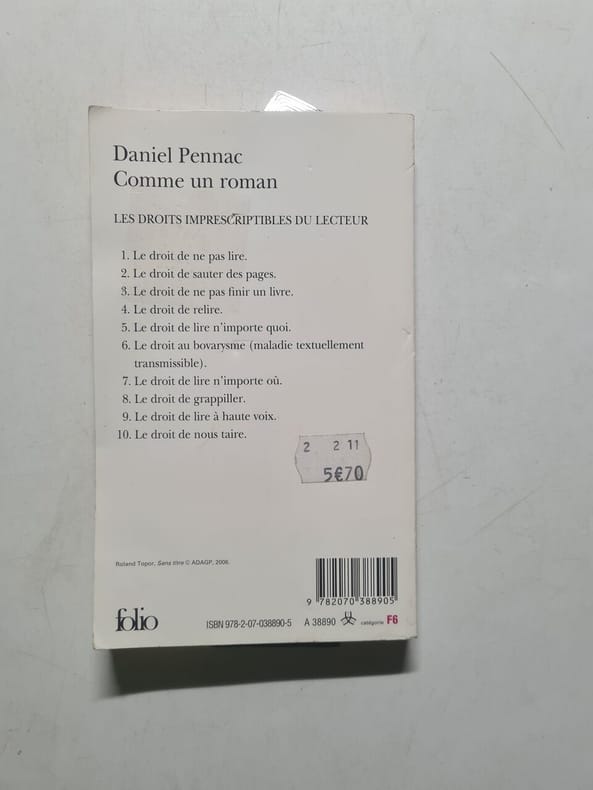 Daniel Pennac
Comme un roman
LES DROITS IMPRESCRIPTIBLES DU LECTEUR
1. Le droit de ne pas lire.
2. Le droit de sauter des pages.
3. Le droit de ne pas finir un livre.
4. Le droit de relire.
5. Le droit de lire n'importe quoi.
6. Le droit au bovarysme (maladie textuellement
transmissible).
7. Le droit de lire n'importe où.
8. Le droit de grappiller.
9. Le droit de lire à haute voix.
10. Le droit de nous taire.
2 2 11
5€70
Roland Topor, Sans titre © ADAGP, 2006.
9 782070 388905
folio
ISBN 978-2-07-038890-5 A 38890 catégorie F6